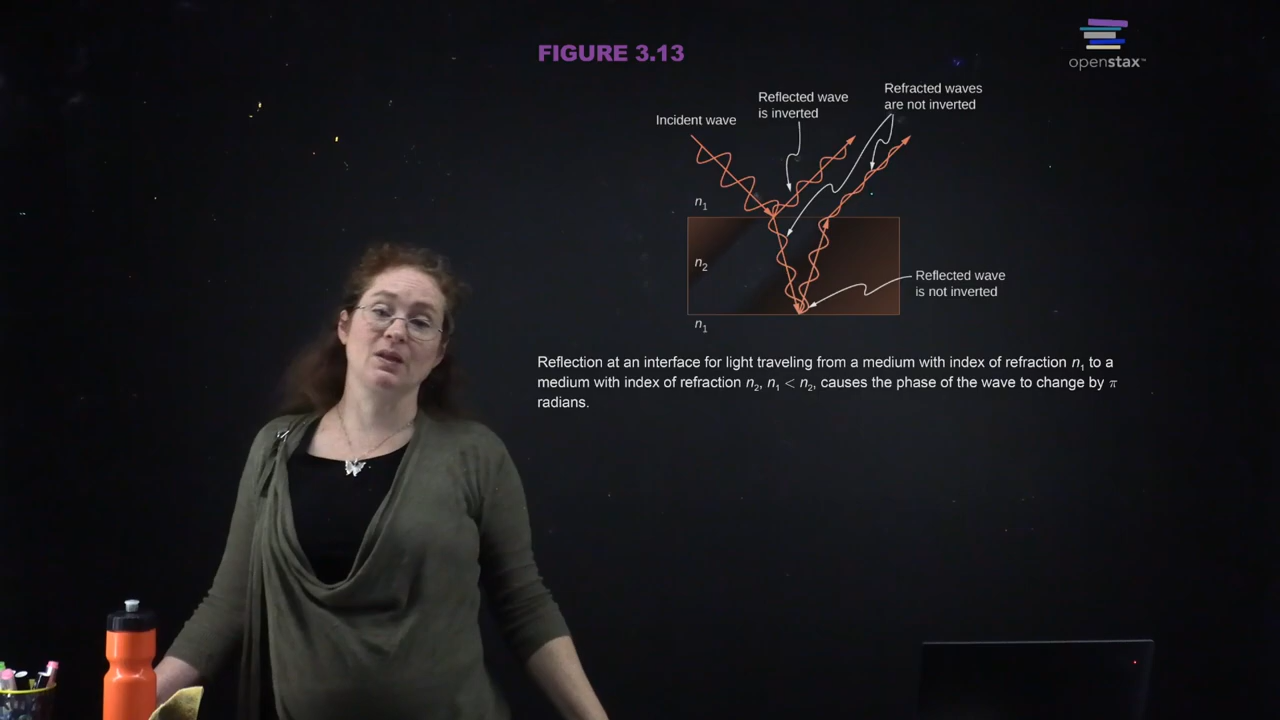 FIGURE 3.13
openstax™
Incident wave
Reflected wave
is inverted
Refracted waves
are not inverted
n₁
n₂
n₁
Reflected wave
is not inverted
Reflection at an interface for light traveling from a medium with index of refraction n₁ to a
medium with index of refraction n₂, n₁ < n₂, causes the phase of the wave to change by π
radians.